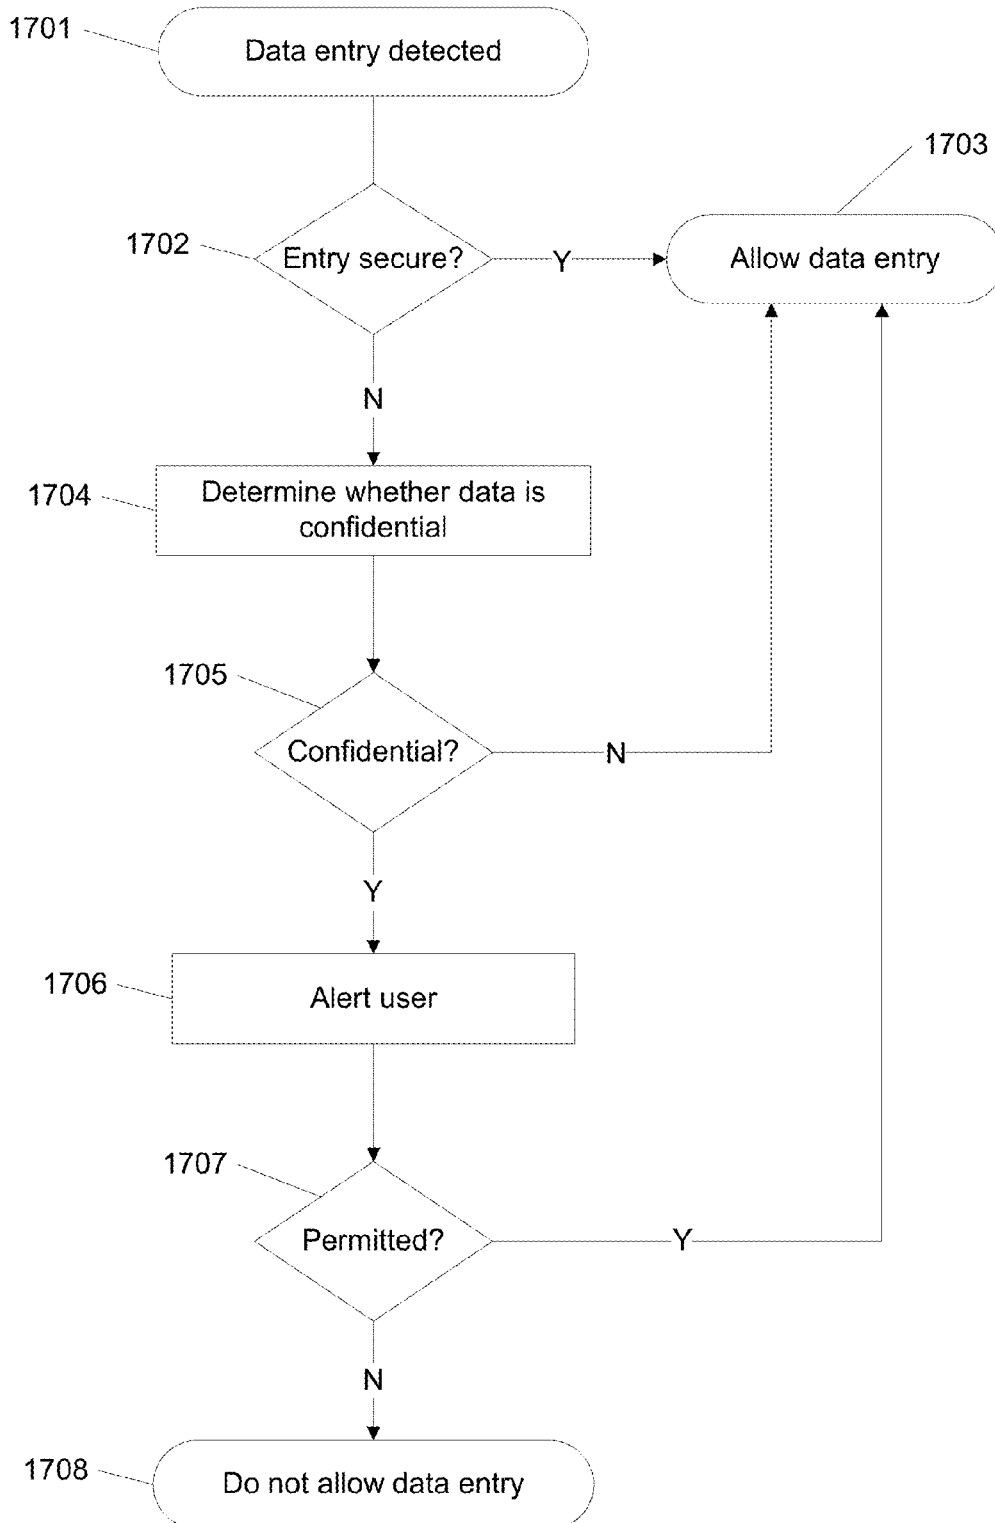 1701
Data entry detected
1703
1702
Entry secure?
Y
Allow data entry
N
1704
Determine whether data is
confidential
1705
Confidential?
N
Y
1706
Alert user
1707
Permitted?
Y
N
1708
Do not allow data entry